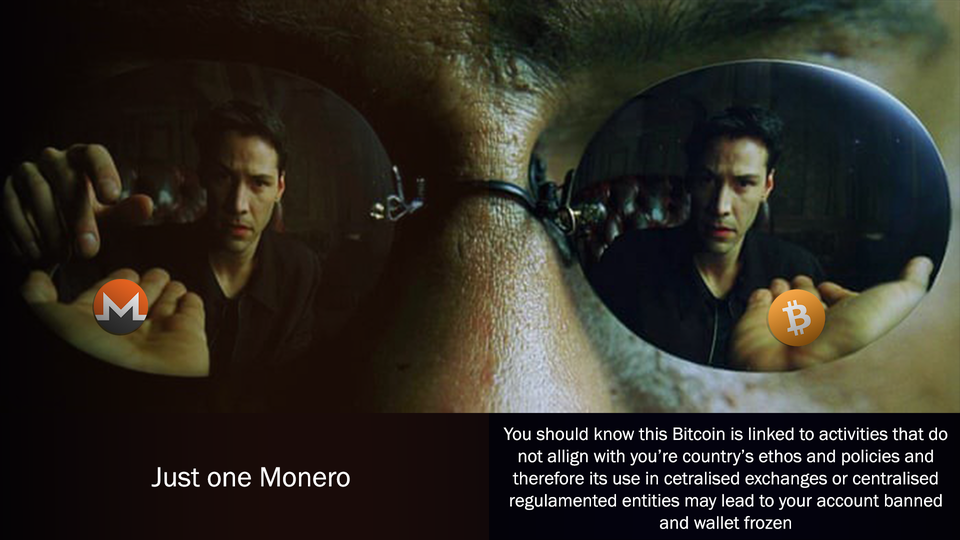 Just one Monero
You should know this Bitcoin is linked to activities that do
not allign with you're country's ethos and policies and
therefore its use in cetralised exchanges or centralised
regulamented entities may lead to your account banned
and wallet frozen